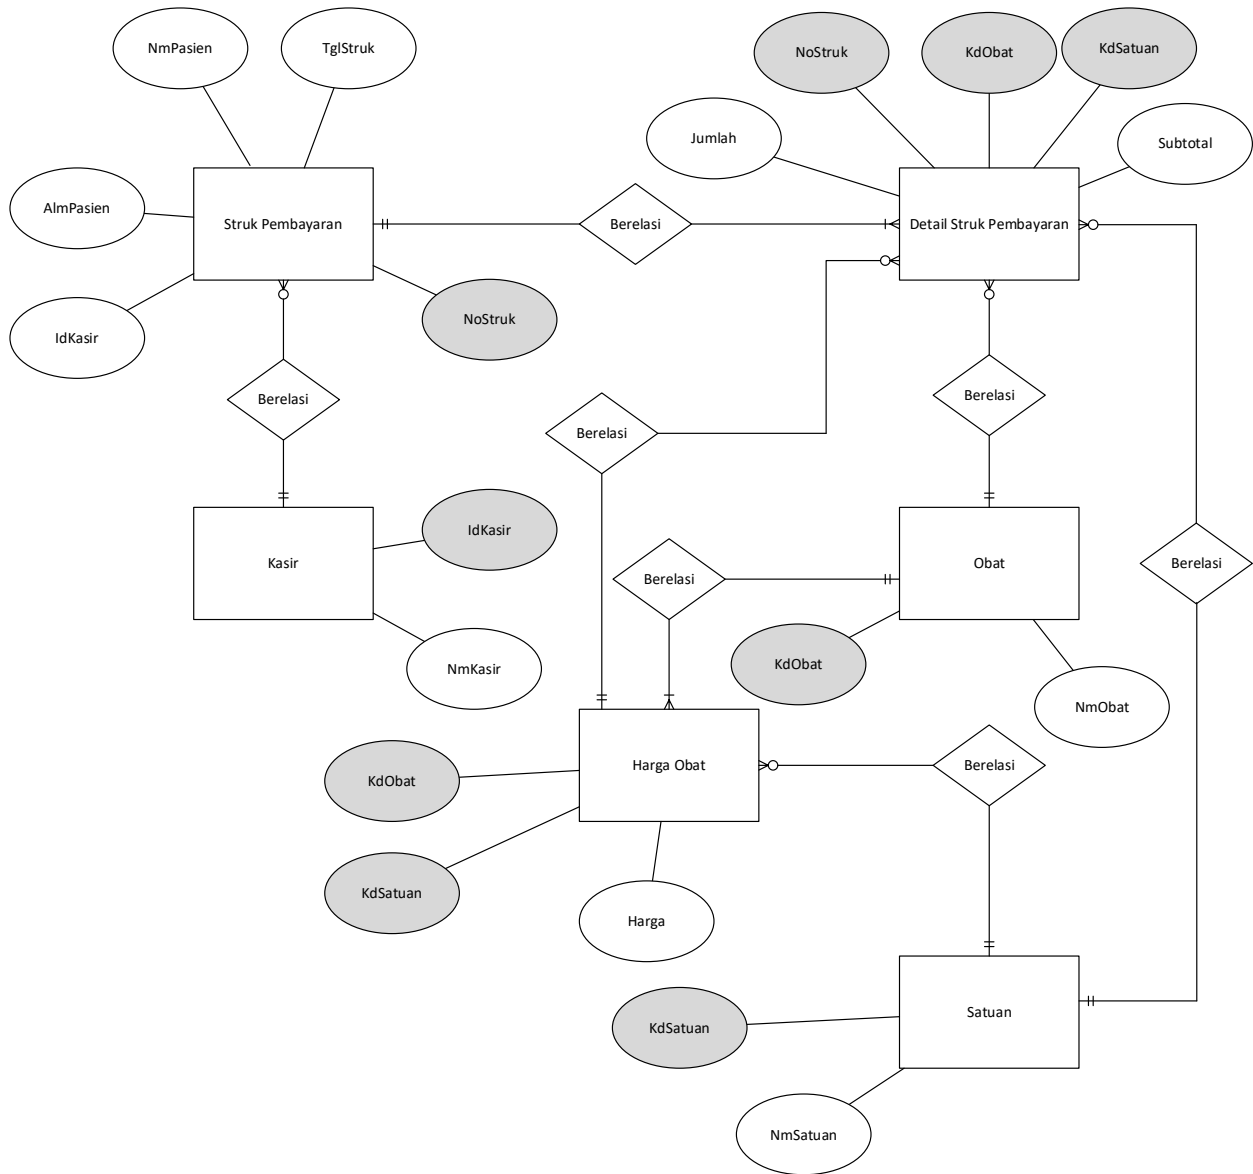 NmPasien
TglStruk
NoStruk
KdObat
KdSatuan
Jumlah
Subtotal
AlmPasien
Struk Pembayaran
Berelasi
Detail Struk Pembayaran
IdKasir
NoStruk
Berelasi
Berelasi
Berelasi
IdKasir
Kasir
Berelasi
Obat
Berelasi
NmKasir
KdObat
NmObat
KdObat
Harga Obat
Berelasi
KdSatuan
Harga
KdSatuan
Satuan
NmSatuan